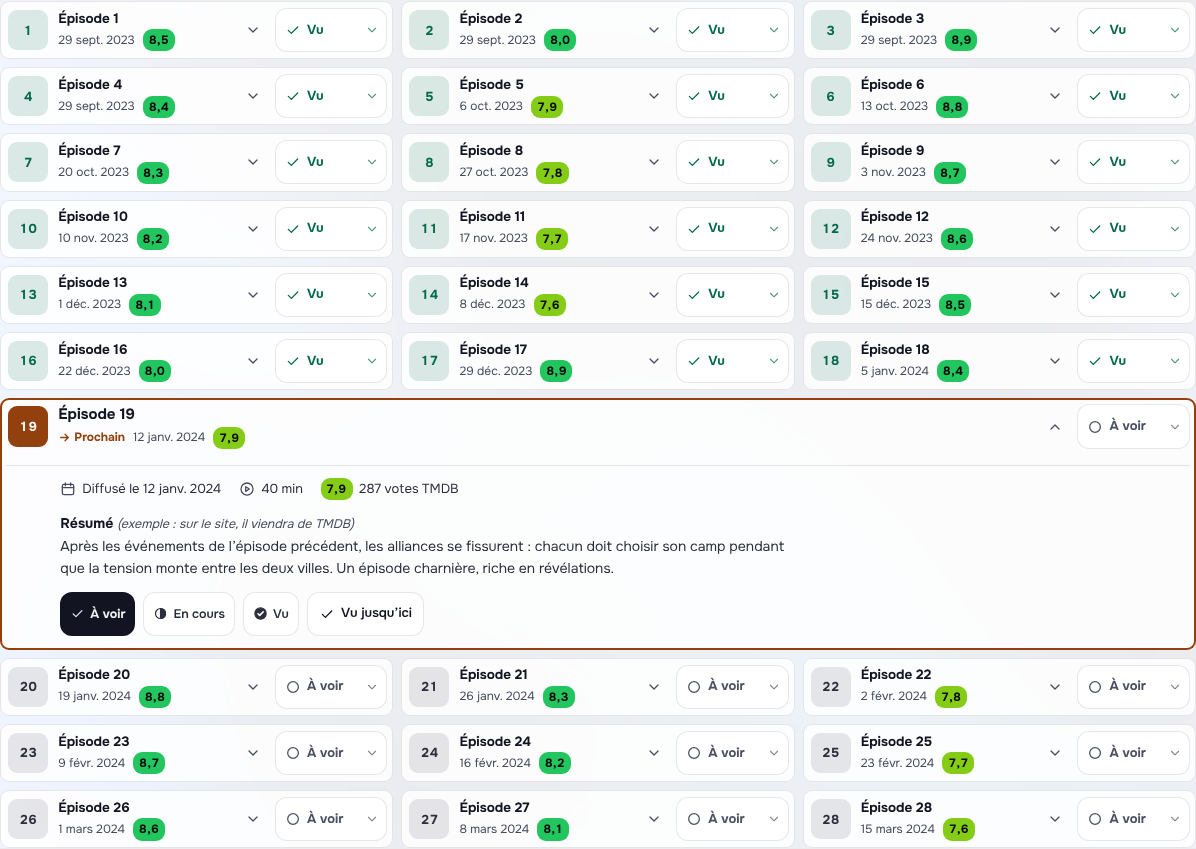 1 Épisode 1 29 sept. 2023 8,5 Vu
2 Épisode 2 29 sept. 2023 8,0 Vu
3 Épisode 3 29 sept. 2023 8,9 Vu
4 Épisode 4 29 sept. 2023 8,4 Vu
5 Épisode 5 6 oct. 2023 7,9 Vu
6 Épisode 6 13 oct. 2023 8,8 Vu
7 Épisode 7 20 oct. 2023 8,3 Vu
8 Épisode 8 27 oct. 2023 7,8 Vu
9 Épisode 9 3 nov. 2023 8,7 Vu
10 Épisode 10 10 nov. 2023 8,2 Vu
11 Épisode 11 17 nov. 2023 7,7 Vu
12 Épisode 12 24 nov. 2023 8,6 Vu
13 Épisode 13 1 déc. 2023 8,1 Vu
14 Épisode 14 8 déc. 2023 7,6 Vu
15 Épisode 15 15 déc. 2023 8,5 Vu
16 Épisode 16 22 déc. 2023 8,0 Vu
17 Épisode 17 29 déc. 2023 8,9 Vu
18 Épisode 18 5 janv. 2024 8,4 Vu
19 Épisode 19
→ Prochain 12 janv. 2024 7,9 À voir
Diffusé le 12 janv. 2024 40 min 7,9 287 votes TMDB
Résumé (exemple : sur le site, il viendra de TMDB)
Après les événements de l’épisode précédent, les alliances se fissurent : chacun doit choisir son camp pendant
que la tension monte entre les deux villes. Un épisode charnière, riche en révélations.
À voir En cours Vu Vu jusqu’ici
20 Épisode 20 19 janv. 2024 8,8 À voir
21 Épisode 21 26 janv. 2024 8,3 À voir
22 Épisode 22 2 févr. 2024 7,8 À voir
23 Épisode 23 9 févr. 2024 8,7 À voir
24 Épisode 24 16 févr. 2024 8,2 À voir
25 Épisode 25 23 févr. 2024 7,7 À voir
26 Épisode 26 1 mars 2024 8,6 À voir
27 Épisode 27 8 mars 2024 8,1 À voir
28 Épisode 28 15 mars 2024 7,6 À voir